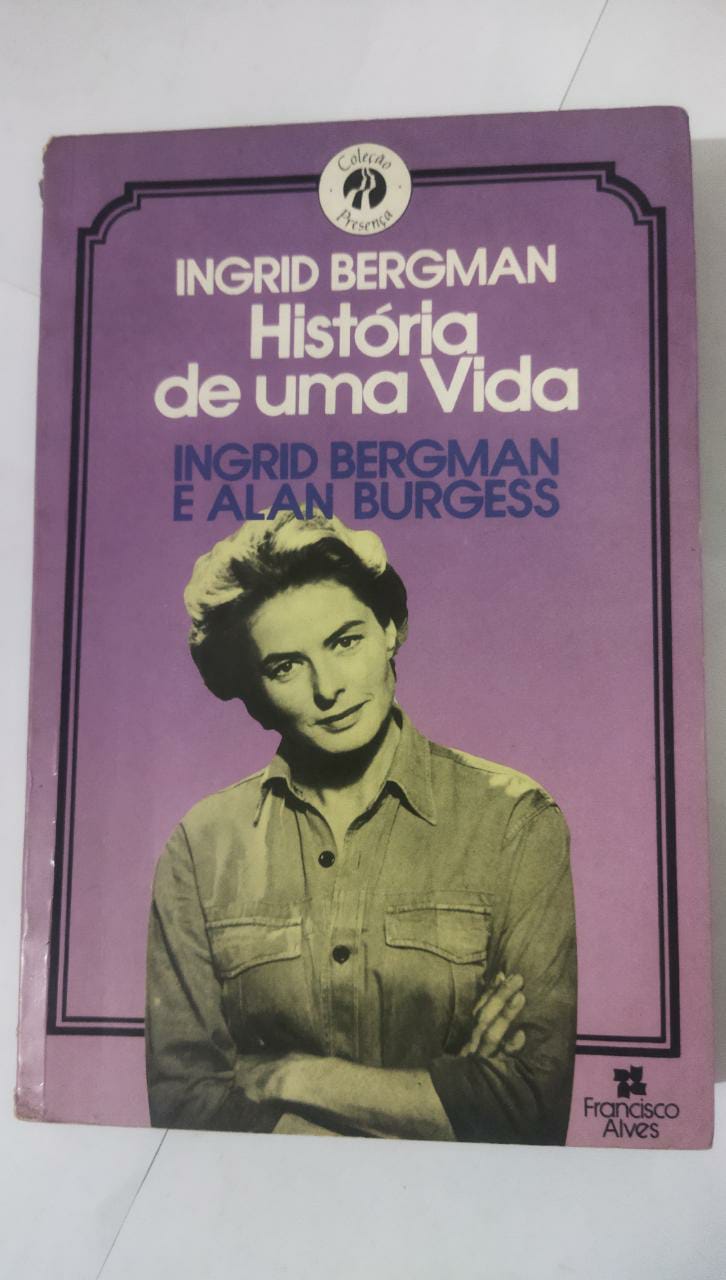 Coleção
Presença
INGRID BERGMAN
História
de uma Vida
INGRID BERGMAN
E ALAN BURGESS
Francisco
Alves